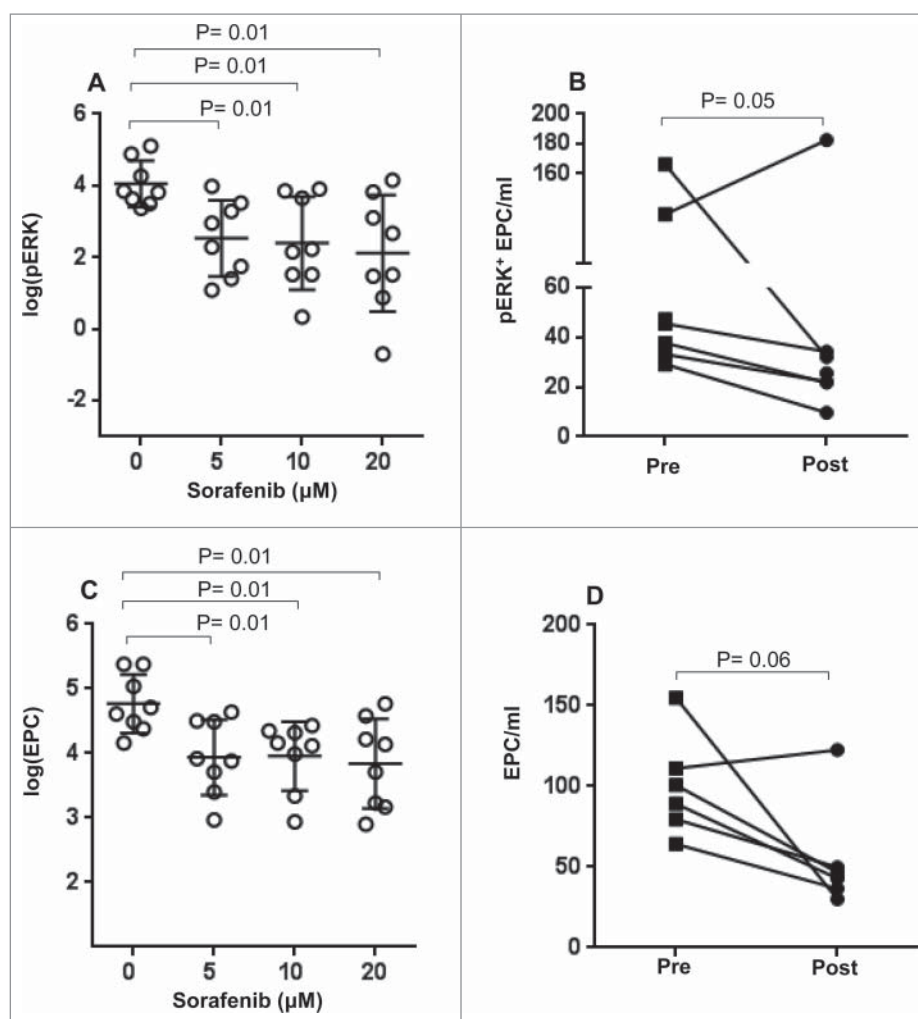 P= 0.01
P= 0.01
P= 0.01
A
6
4
2
0
-2
log(pERK)
0 5 10 20
Sorafenib (µM)
B
P= 0.05
200
180
160
60
40
20
0
pERK⁺ EPC/ml
Pre Post
P= 0.01
P= 0.01
P= 0.01
C
6
5
4
3
2
log(EPC)
0 5 10 20
Sorafenib (µM)
D
P= 0.06
200
150
100
50
0
EPC/ml
Pre Post